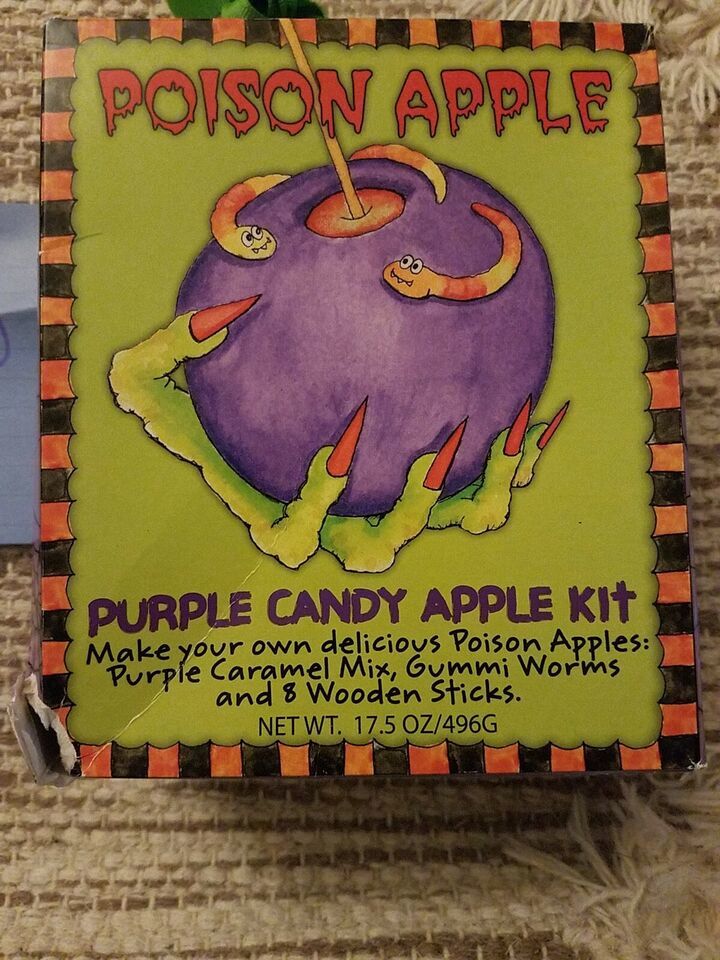 POISON APPLE
PURPLE CANDY APPLE KIt
Make your own delicious Poison Apples:
Purple Caramel Mix, Gummi Worms
and 8 Wooden Sticks.
NET WT. 17.5 OZ/496G